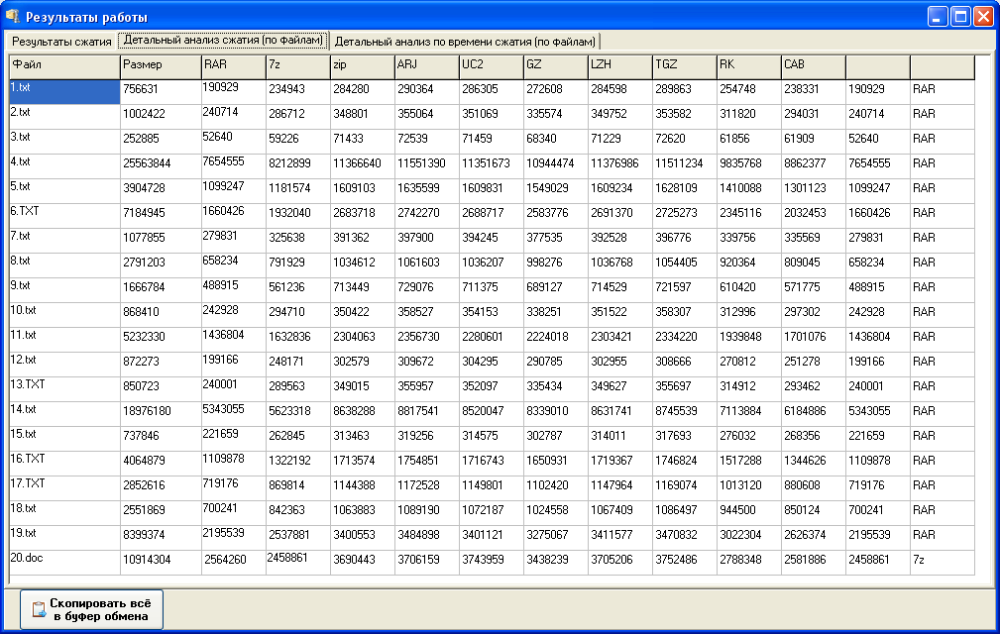 Результаты работы
Результаты сжатия Детальный анализ сжатия (по файлам) Детальный анализ по времени сжатия (по файлам)
Файл Размер RAR 7z zip ARJ UC2 GZ LZH TGZ RK CAB
1.txt 756631 190929 234943 284280 290364 286305 272608 284598 289863 254748 238331 190929 RAR
2.txt 1002422 240714 286712 348801 355064 351069 335574 349752 353582 311820 294031 240714 RAR
3.txt 252885 52640 59226 71433 72539 71459 68340 71229 72620 61856 61909 52640 RAR
4.txt 25563844 7654555 8212899 11366640 11551390 11351673 10944474 11376986 11511234 9835768 8862377 7654555 RAR
5.txt 3904728 1099247 1181574 1609103 1635599 1609831 1549029 1609234 1628109 1410088 1301123 1099247 RAR
6.TXT 7184945 1660426 1932040 2683718 2742270 2688717 2583776 2691370 2725273 2345116 2032453 1660426 RAR
7.txt 1077855 279831 325638 391362 397900 394245 377535 392528 396776 339756 335569 279831 RAR
8.txt 2791203 658234 791929 1034612 1061603 1036207 998276 1036768 1054405 920364 809045 658234 RAR
9.txt 1666784 488915 561236 713449 729076 711375 689127 714529 721597 610420 571775 488915 RAR
10.txt 868410 242928 294710 350422 358527 354153 338251 351522 358307 312996 297302 242928 RAR
11.txt 5232330 1436804 1632836 2304063 2356730 2280601 2224018 2303421 2334220 1939848 1701076 1436804 RAR
12.txt 872273 199166 248171 302579 309672 304295 290785 302955 308666 270812 251278 199166 RAR
13.TXT 850723 240001 289563 349015 355957 352097 335434 349627 355697 314912 293462 240001 RAR
14.txt 18976180 5343055 5623318 8638288 8817541 8520047 8339010 8631741 8745539 7113884 6184886 5343055 RAR
15.txt 737846 221659 262845 313463 319256 314575 302787 314011 317693 276032 268356 221659 RAR
16.TXT 4064879 1109878 1322192 1713574 1754851 1716743 1650931 1719367 1746824 1517288 1344626 1109878 RAR
17.TXT 2852616 719176 869814 1144388 1172528 1149801 1102420 1147964 1169074 1013120 880608 719176 RAR
18.txt 2551869 700241 842363 1063883 1089190 1072187 1024558 1067409 1086497 944500 850124 700241 RAR
19.txt 8399374 2195539 2537881 3400553 3484898 3401121 3275067 3411577 3470832 3022304 2626374 2195539 RAR
20.doc 10914304 2564260 2458861 3690443 3706159 3743959 3438239 3705206 3752486 2788348 2581886 2458861 7z
Скопировать всё
в буфер обмена